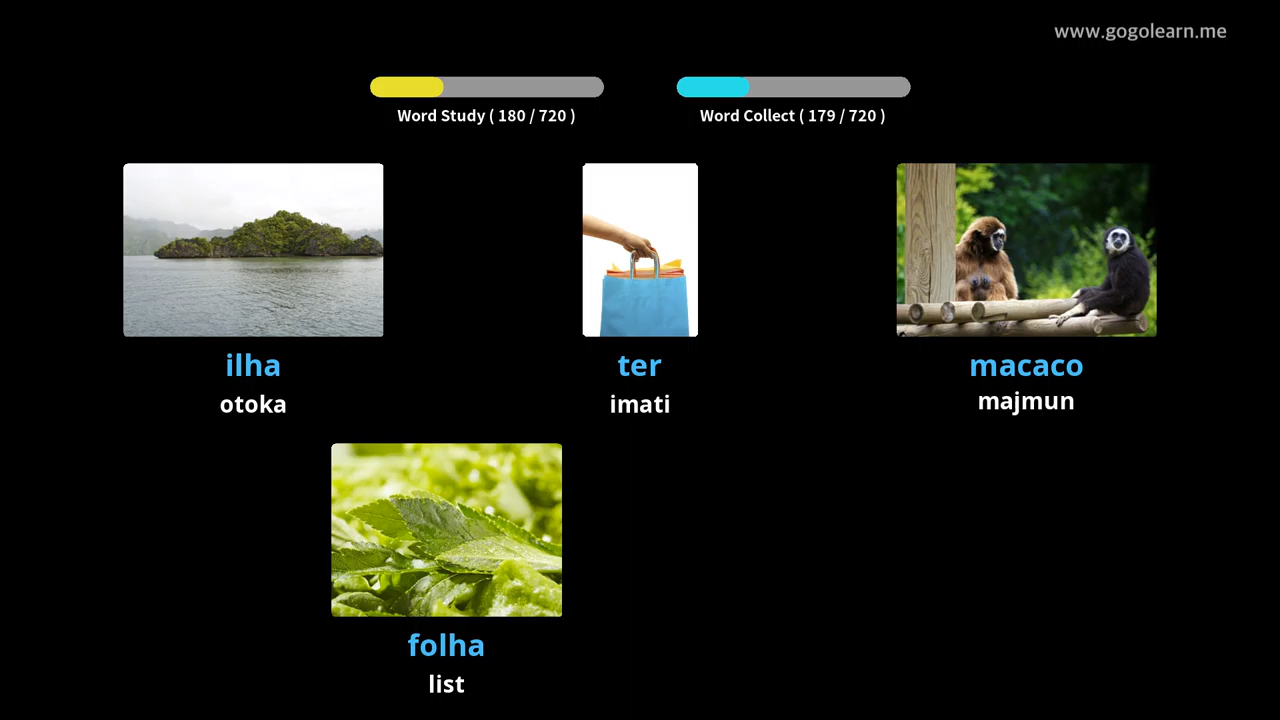 www.gogolearn.me
Word Study ( 180 / 720 )
Word Collect ( 179 / 720 )
ilha
otoka
ter
imati
macaco
majmun
folha
list